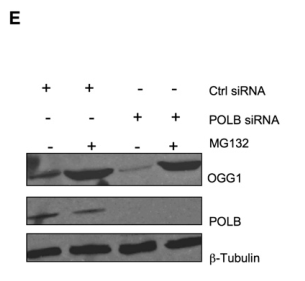 E
+ + - - Ctrl siRNA
- - + + POLB siRNA
- + - + MG132
OGG1
POLB
β-Tubulin